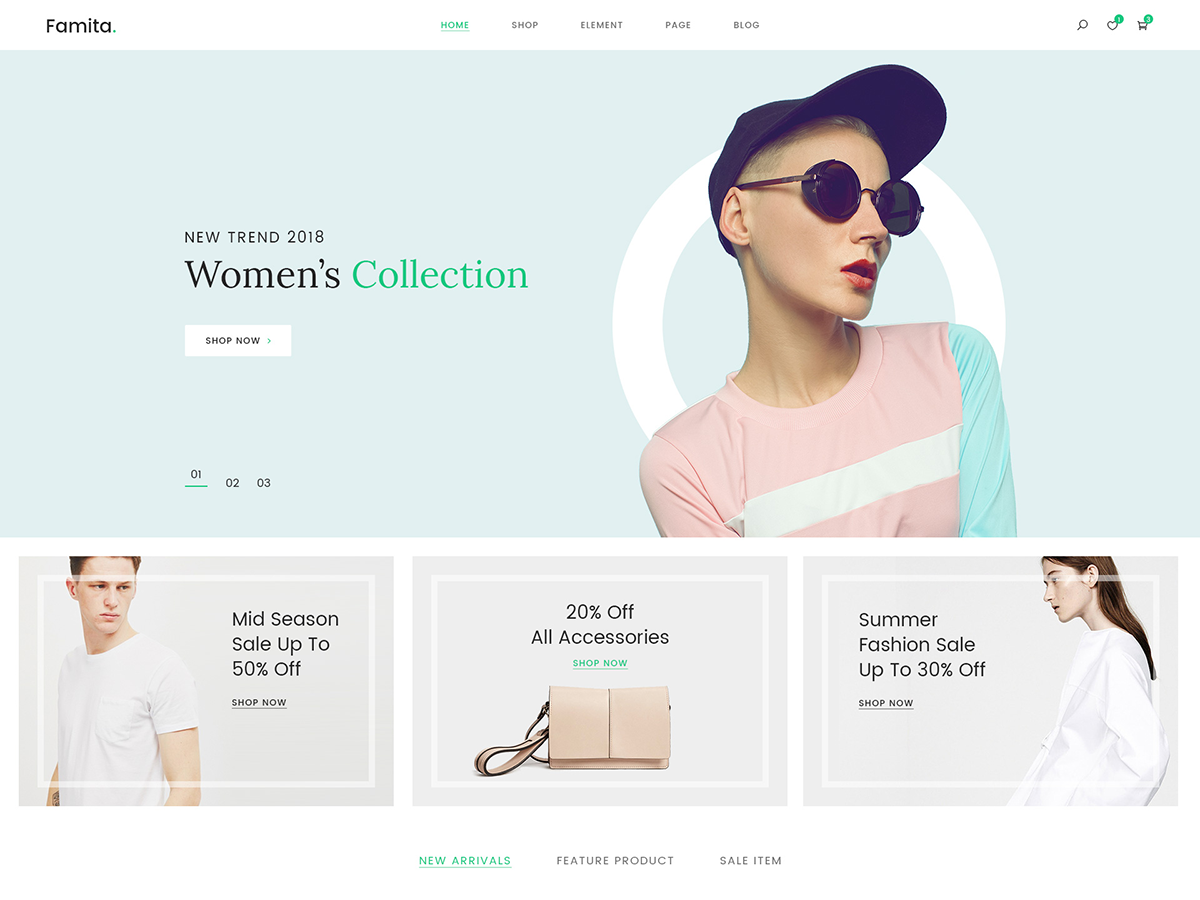 Famita.
HOME SHOP ELEMENT PAGE BLOG
1 3
NEW TREND 2018
Women’s Collection
SHOP NOW >
01 02 03
Mid Season
Sale Up To
50% Off
SHOP NOW
20% Off
All Accessories
SHOP NOW
Summer
Fashion Sale
Up To 30% Off
SHOP NOW
NEW ARRIVALS FEATURE PRODUCT SALE ITEM